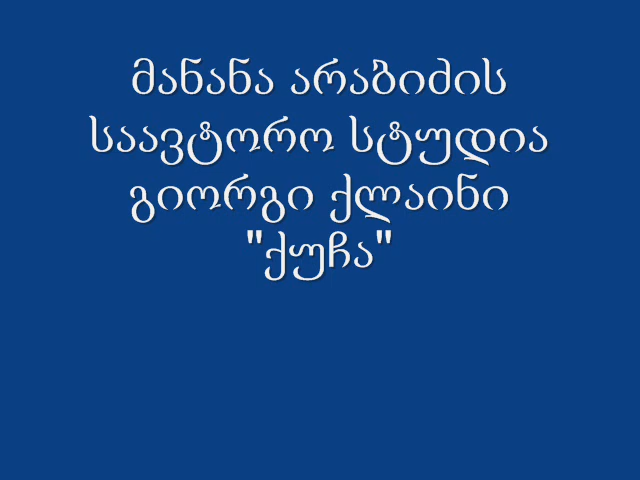 მანანა არაბიძის
საავტორო სტუდია
გიორგი ქლაინი
"ქუჩა"